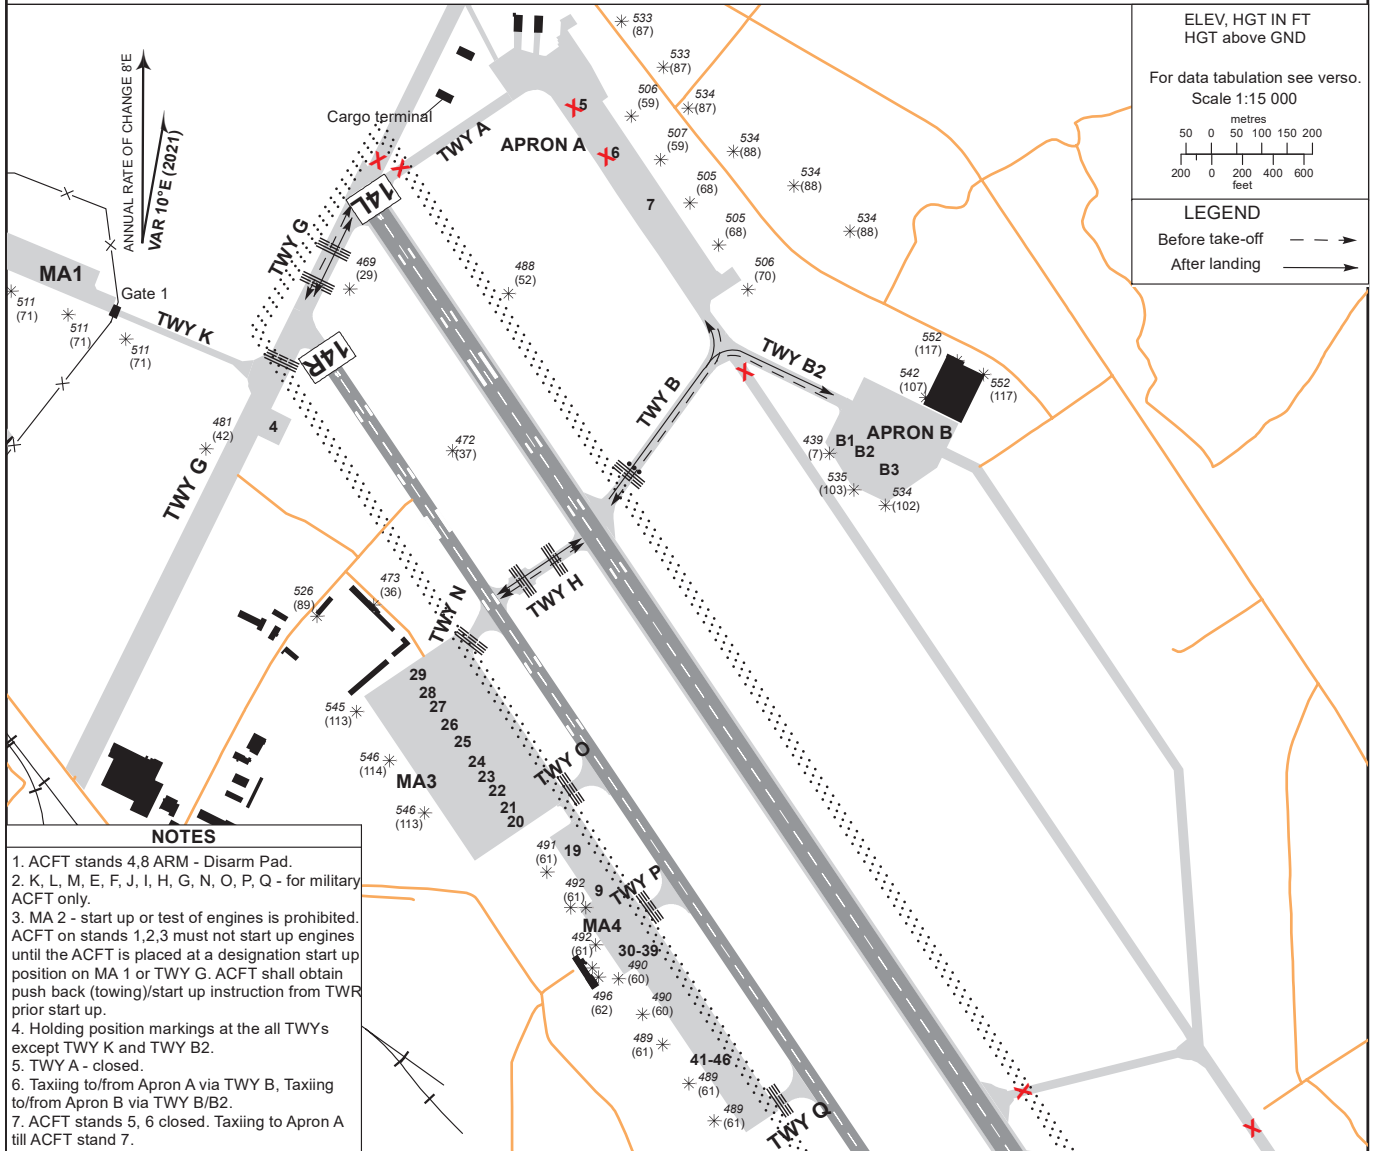 ELEV, HGT IN FT
HGT above GND
For data tabulation see verso.
Scale 1:15 000
metres
50 0 50 100 150 200
200 0 200 400 600
feet
LEGEND
Before take-off
After landing
ANNUAL RATE OF CHANGE 8'E
VAR 10°E (2021)
533
(87)
533
(87)
506
(59)
534
(87)
507
(59)
534
(88)
505
(68)
534
(88)
505
(68)
534
(88)
506
(70)
Cargo terminal
TWY A
APRON A
5
6
7
14L
TWY G
469
(29)
488
(52)
MA1
Gate 1
TWY K
511
(71)
511
(71)
511
(71)
14R
4
481
(42)
TWY G
472
(37)
TWY B
TWY B2
552
(117)
542
(107)
552
(117)
APRON B
B1
B2
B3
439
(7)
535
(103)
534
(102)
TWY H
TWY N
526
(89)
473
(36)
29
28
27
26
25
24
23
22
21
20
545
(113)
546
(114)
MA3
546
(113)
TWY O
19
491
(61)
9
492
(61)
TWY P
MA4
492
(61)
30-39
490
(60)
496
(62)
490
(60)
489
(61)
41-46
489
(61)
489
(61)
TWY Q
NOTES
1. ACFT stands 4,8 ARM - Disarm Pad.
2. K, L, M, E, F, J, I, H, G, N, O, P, Q - for military
ACFT only.
3. MA 2 - start up or test of engines is prohibited.
ACFT on stands 1,2,3 must not start up engines
until the ACFT is placed at a designation start up
position on MA 1 or TWY G. ACFT shall obtain
push back (towing)/start up instruction from TWR
prior start up.
4. Holding position markings at the all TWYs
except TWY K and TWY B2.
5. TWY A - closed.
6. Taxiing to/from Apron A via TWY B, Taxiing
to/from Apron B via TWY B/B2.
7. ACFT stands 5, 6 closed. Taxiing to Apron A
till ACFT stand 7.